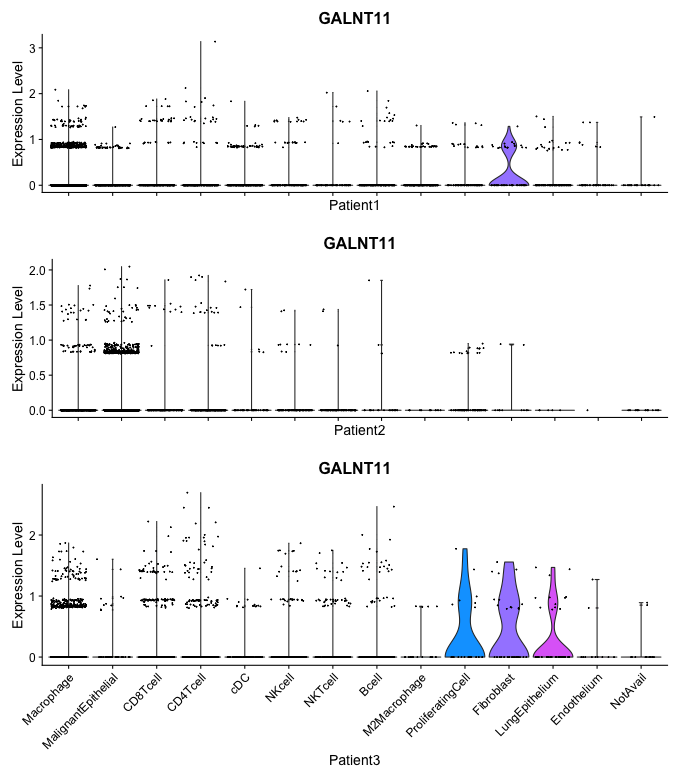 GALNT11
Expression Level
3
2
1
0
Patient1
GALNT11
Expression Level
2.0
1.5
1.0
0.5
0.0
Patient2
GALNT11
Expression Level
2
1
0
Macrophage
MalignantEpithelial
CD8Tcell
CD4Tcell
cDC
NKcell
NKTcell
Bcell
M2Macrophage
ProliferatingCell
Fibroblast
LungEpithelium
Endothelium
NotAvail
Patient3